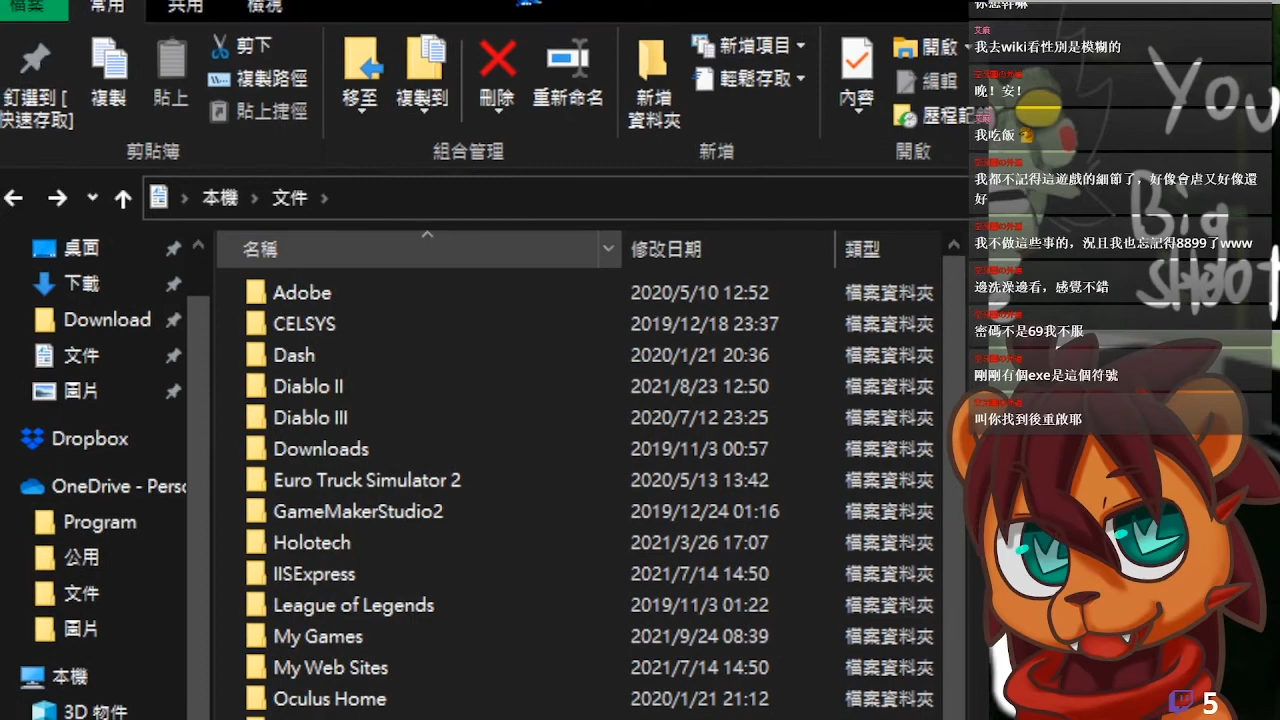 檔案
常用
共用
檢視
釘選到 [
快速存取]
複製
貼上
剪下
複製路徑
貼上捷徑
剪貼簿
移至
複製到
刪除
重新命名
組合管理
新增
資料夾
新增項目
輕鬆存取
新增
內容
開啟
編輯
歷程記
開啟
本機
文件
桌面
下載
Download
文件
圖片
Dropbox
OneDrive - Perso
Program
公用
文件
圖片
本機
3D 物件
名稱 修改日期 類型
Adobe 2020/5/10 12:52 檔案資料夾
CELSYS 2019/12/18 23:37 檔案資料夾
Dash 2020/1/21 20:36 檔案資料夾
Diablo II 2021/8/23 12:50 檔案資料夾
Diablo III 2020/7/12 23:25 檔案資料夾
Downloads 2019/11/3 00:57 檔案資料夾
Euro Truck Simulator 2 2020/5/13 13:42 檔案資料夾
GameMakerStudio2 2019/12/24 01:16 檔案資料夾
Holotech 2021/3/26 17:07 檔案資料夾
IISExpress 2021/7/14 14:50 檔案資料夾
League of Legends 2019/11/3 01:22 檔案資料夾
My Games 2021/9/24 08:39 檔案資料夾
My Web Sites 2021/7/14 14:50 檔案資料夾
Oculus Home 2020/1/21 21:12 檔案資料夾
你想幹嘛
我去wiki看性別是模糊的
晚！安！
我吃飯
我都不記得這遊戲的細節了，好像會虐又好像還
好
我不做這些事的，況且我也忘記得8899了www
邊洗澡邊看，感覺不錯
密碼不是69我不服
剛剛有個exe是這個符號
叫你找到後重啟耶
You
Big
shoot
5